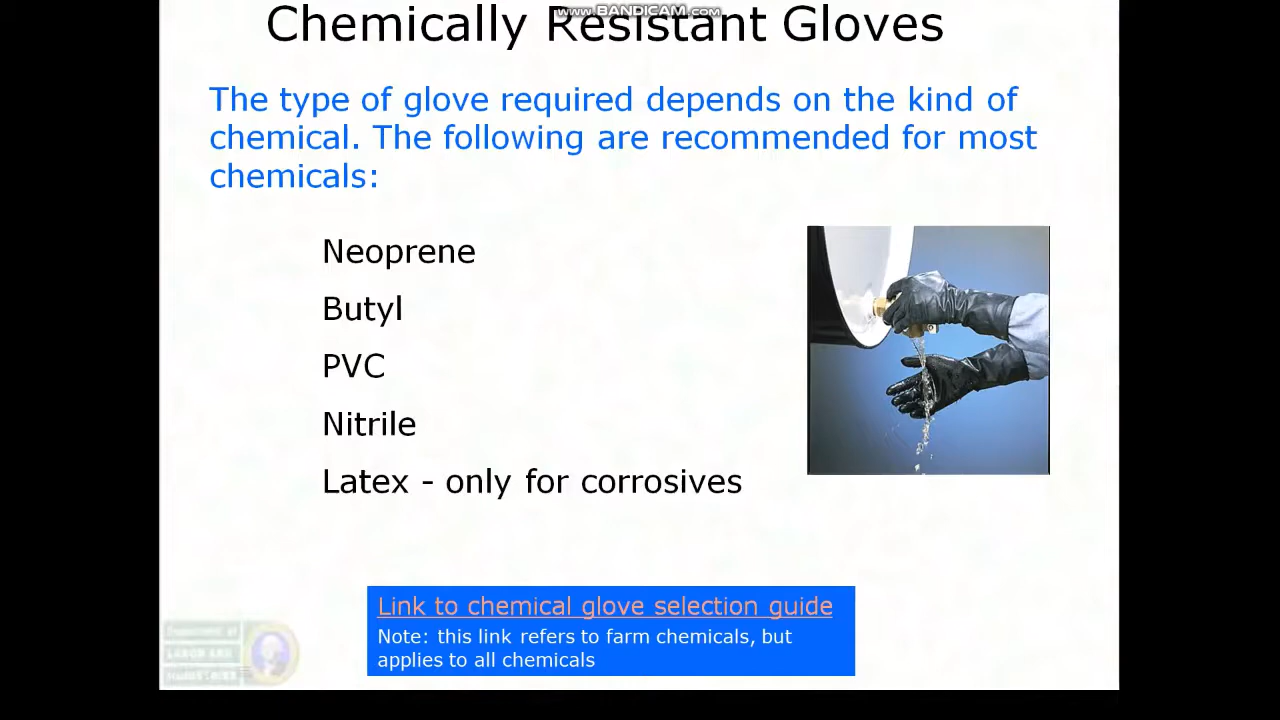 www.BANDICAM.com
Chemically Resistant Gloves
The type of glove required depends on the kind of
chemical. The following are recommended for most
chemicals:
Neoprene
Butyl
PVC
Nitrile
Latex - only for corrosives
Link to chemical glove selection guide
Note: this link refers to farm chemicals, but
applies to all chemicals